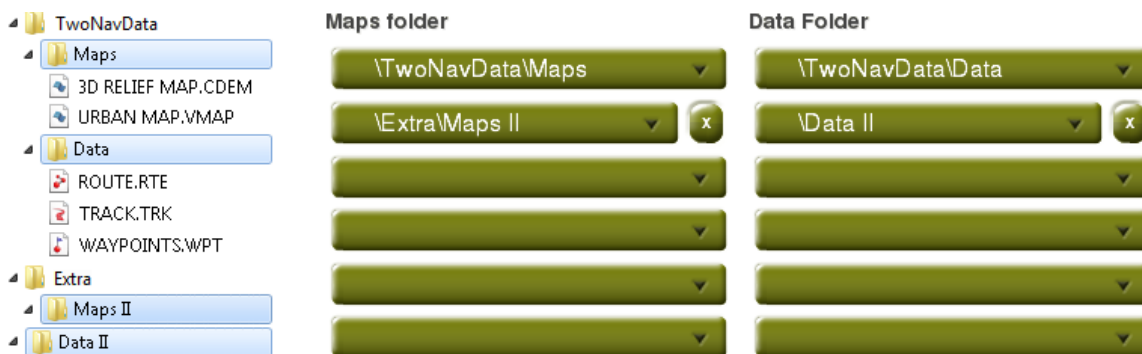 TwoNavData
Maps
3D RELIEF MAP.CDEM
URBAN MAP.VMAP
Data
ROUTE.RTE
TRACK.TRK
WAYPOINTS.WPT
Extra
Maps II
Data II
Maps folder
\TwoNavData\Maps
\Extra\Maps II
x
Data Folder
\TwoNavData\Data
\Data II
x